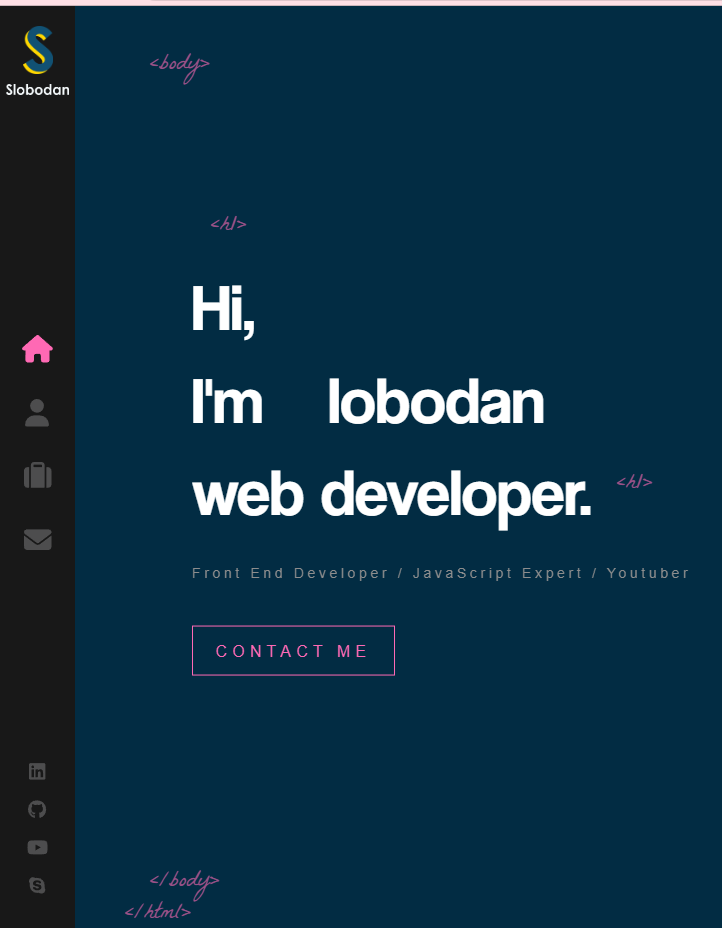 Slobodan
<body>
<h1>
Hi,
I'm lobodan
web developer.
<h1>
Front End Developer / JavaScript Expert / Youtuber
CONTACT ME
</body>
</html>